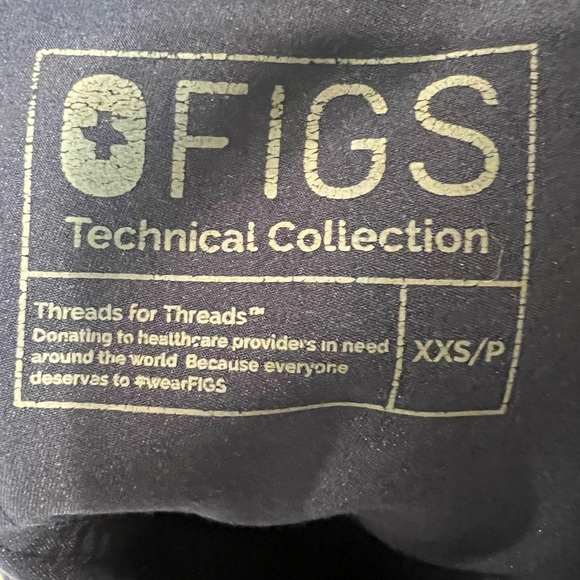 FIGS
Technical Collection
Threads for Threads™
Donating to healthcare providers in need
around the world Because everyone
deserves to #wearFIGS
XXS/P